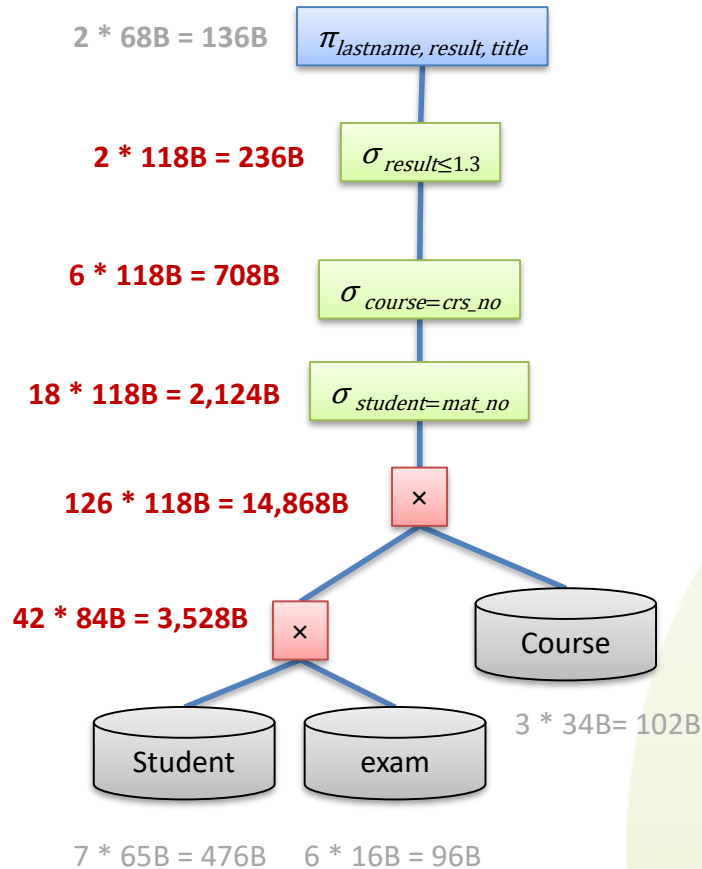 2 * 68B = 136B
π lastname, result, title
2 * 118B = 236B
σ result≤1.3
6 * 118B = 708B
σ course=crs_no
18 * 118B = 2,124B
σ student=mat_no
126 * 118B = 14,868B
×
42 * 84B = 3,528B
×
Course
3 * 34B= 102B
Student
exam
7 * 65B = 476B
6 * 16B = 96B